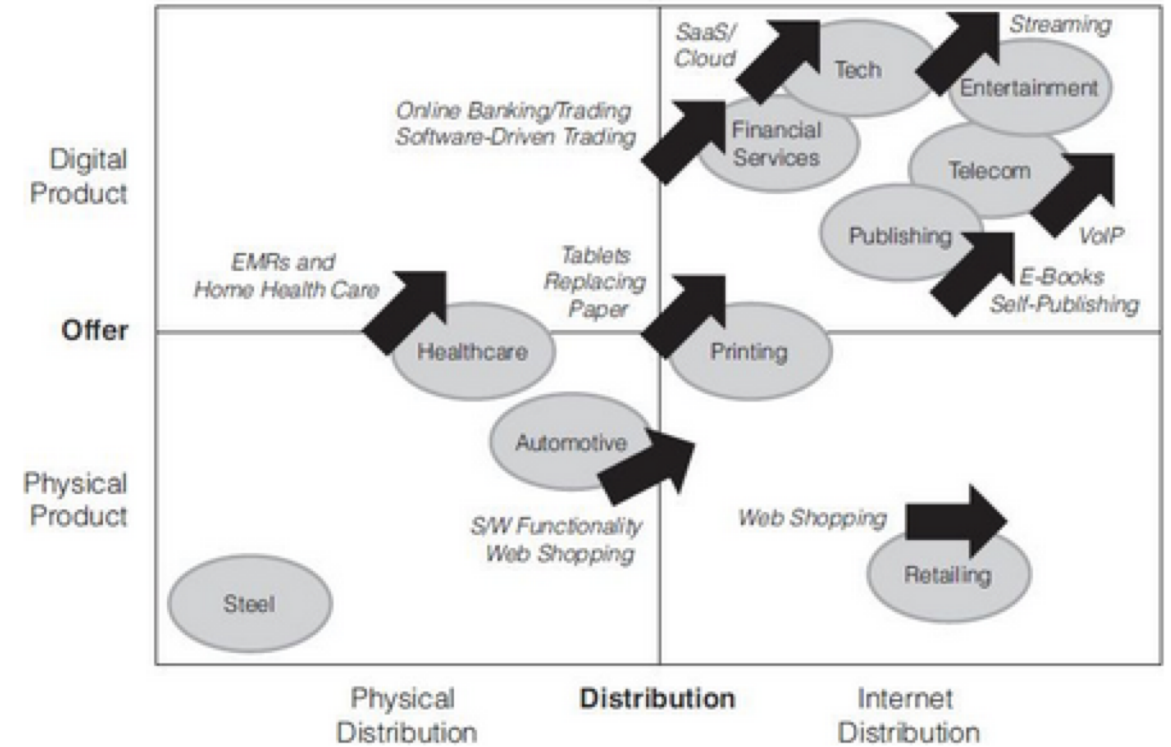 SaaS/
Cloud
Streaming
Tech
Entertainment
Online Banking/Trading
Software-Driven Trading
Financial
Services
Digital
Product
Telecom
Publishing
VoIP
EMRs and
Home Health Care
Tablets
Replacing
Paper
E-Books
Self-Publishing
Offer
Healthcare
Printing
Automotive
Physical
Product
S/W Functionality
Web Shopping
Web Shopping
Retailing
Steel
Physical
Distribution
Distribution
Internet
Distribution